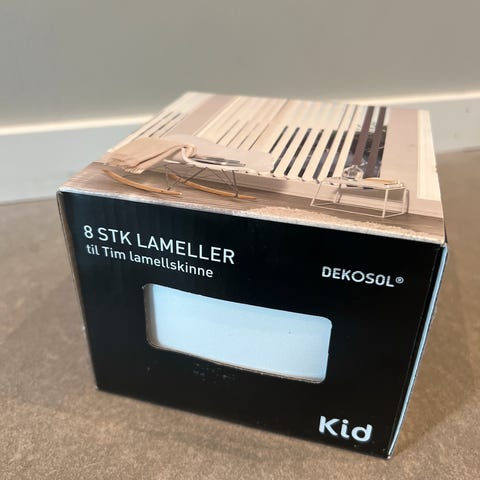 8 STK LAMELLER
til Tim lamellskinne
DEKOSOL®
Kid